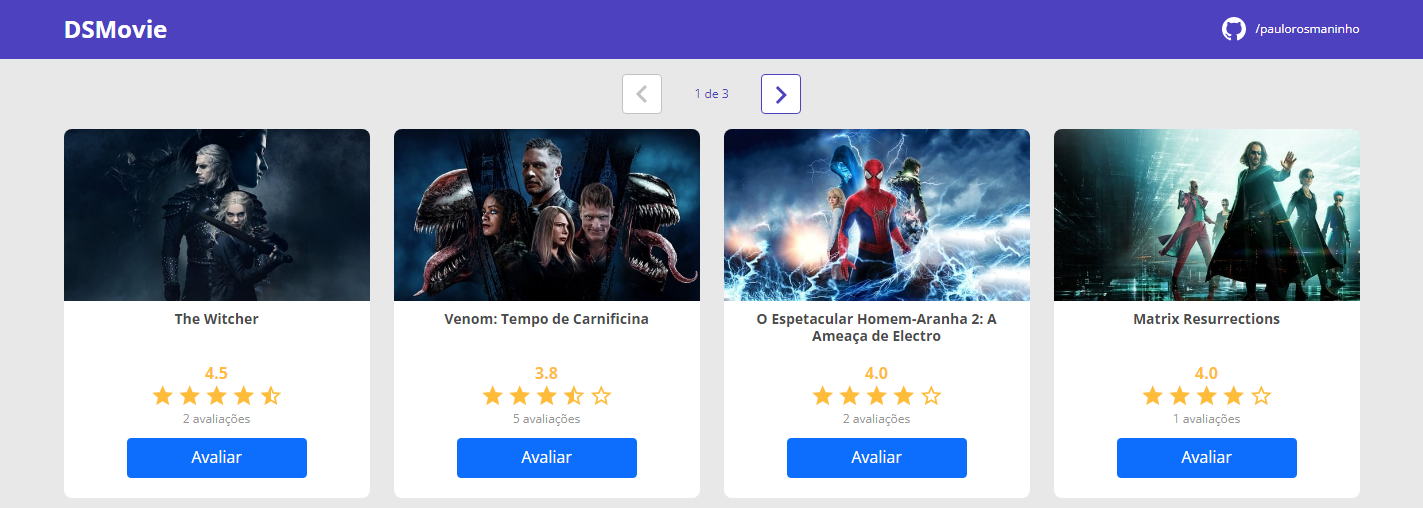 DSMovie
/paulorosmaninho
1 de 3
The Witcher
4.5
2 avaliações
Avaliar
Venom: Tempo de Carnificina
3.8
5 avaliações
Avaliar
O Espetacular Homem-Aranha 2: A
Ameaça de Electro
4.0
2 avaliações
Avaliar
Matrix Resurrections
4.0
1 avaliações
Avaliar